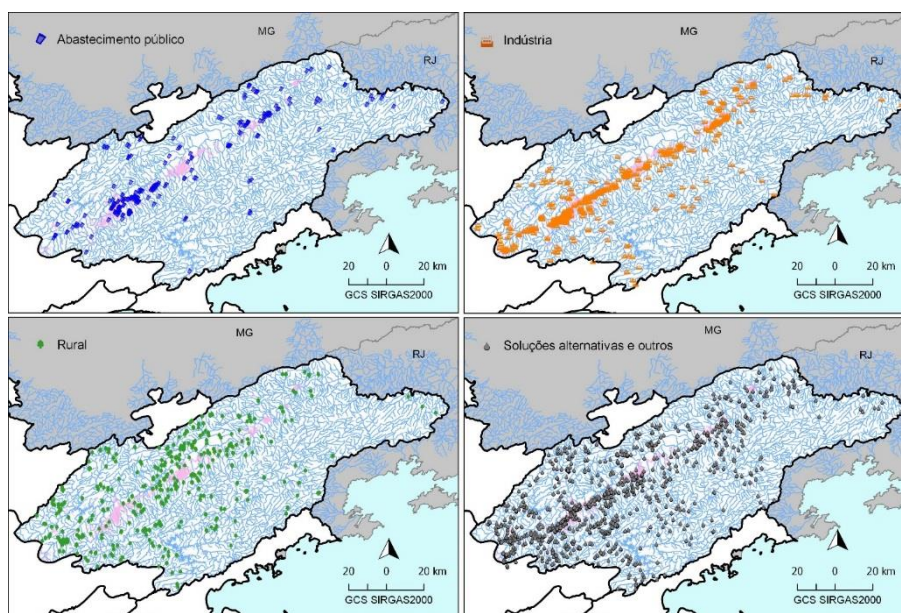 Abastecimento público
MG
RJ
20 0 20 km
GCS SIRGAS2000
Indústria
MG
RJ
20 0 20 km
GCS SIRGAS2000
Rural
MG
RJ
20 0 20 km
GCS SIRGAS2000
Soluções alternativas e outros
MG
RJ
20 0 20 km
GCS SIRGAS2000